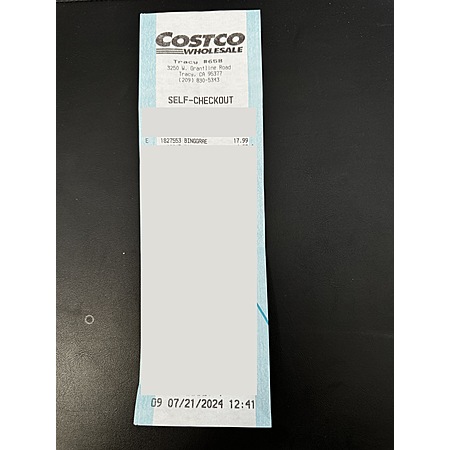 COSTCO
WHOLESALE
Tracy #658
3250 W. Grantline Road
Tracy, CA 95377
(209) 830-5343
SELF-CHECKOUT
E 1827553 BINGGRAE 17.99
09 07/21/2024 12:41